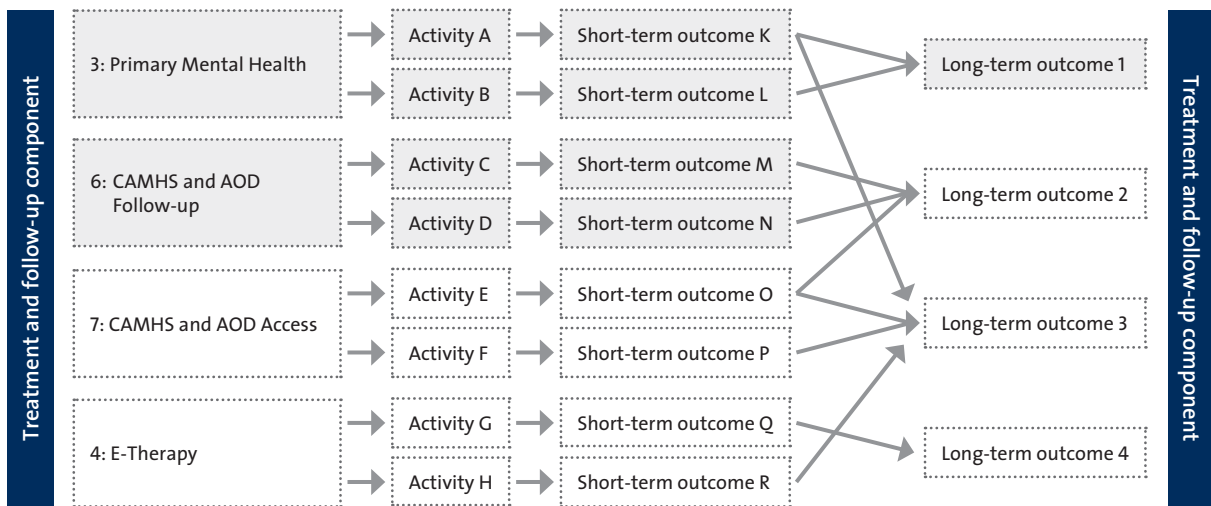 Treatment and follow-up component
3: Primary Mental Health
Activity A
Short-term outcome K
Activity B
Short-term outcome L
6: CAMHS and AOD
Follow-up
Activity C
Short-term outcome M
Activity D
Short-term outcome N
7: CAMHS and AOD Access
Activity E
Short-term outcome O
Activity F
Short-term outcome P
4: E-Therapy
Activity G
Short-term outcome Q
Activity H
Short-term outcome R
Long-term outcome 1
Long-term outcome 2
Long-term outcome 3
Long-term outcome 4
Treatment and follow-up component